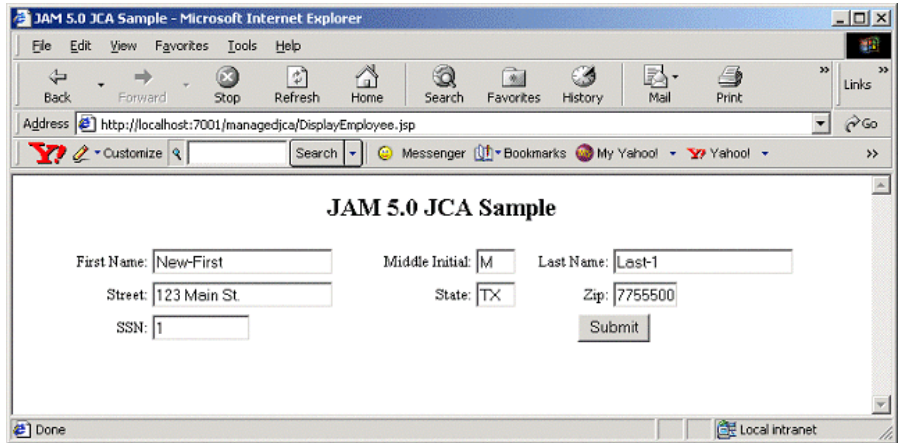 JAM 5.0 JCA Sample - Microsoft Internet Explorer
File Edit View Favorites Tools Help
Back Forward Stop Refresh Home Search Favorites History Mail Print » Links »
Address http://localhost:7001/managedjca/DisplayEmployee.jsp Go
Y? Customize Search Messenger Bookmarks My Yahoo! Y? Yahoo! »
JAM 5.0 JCA Sample
First Name: New-First Middle Initial: M Last Name: Last-1
Street: 123 Main St. State: TX Zip: 7755500
SSN: 1 Submit
Done Local intranet